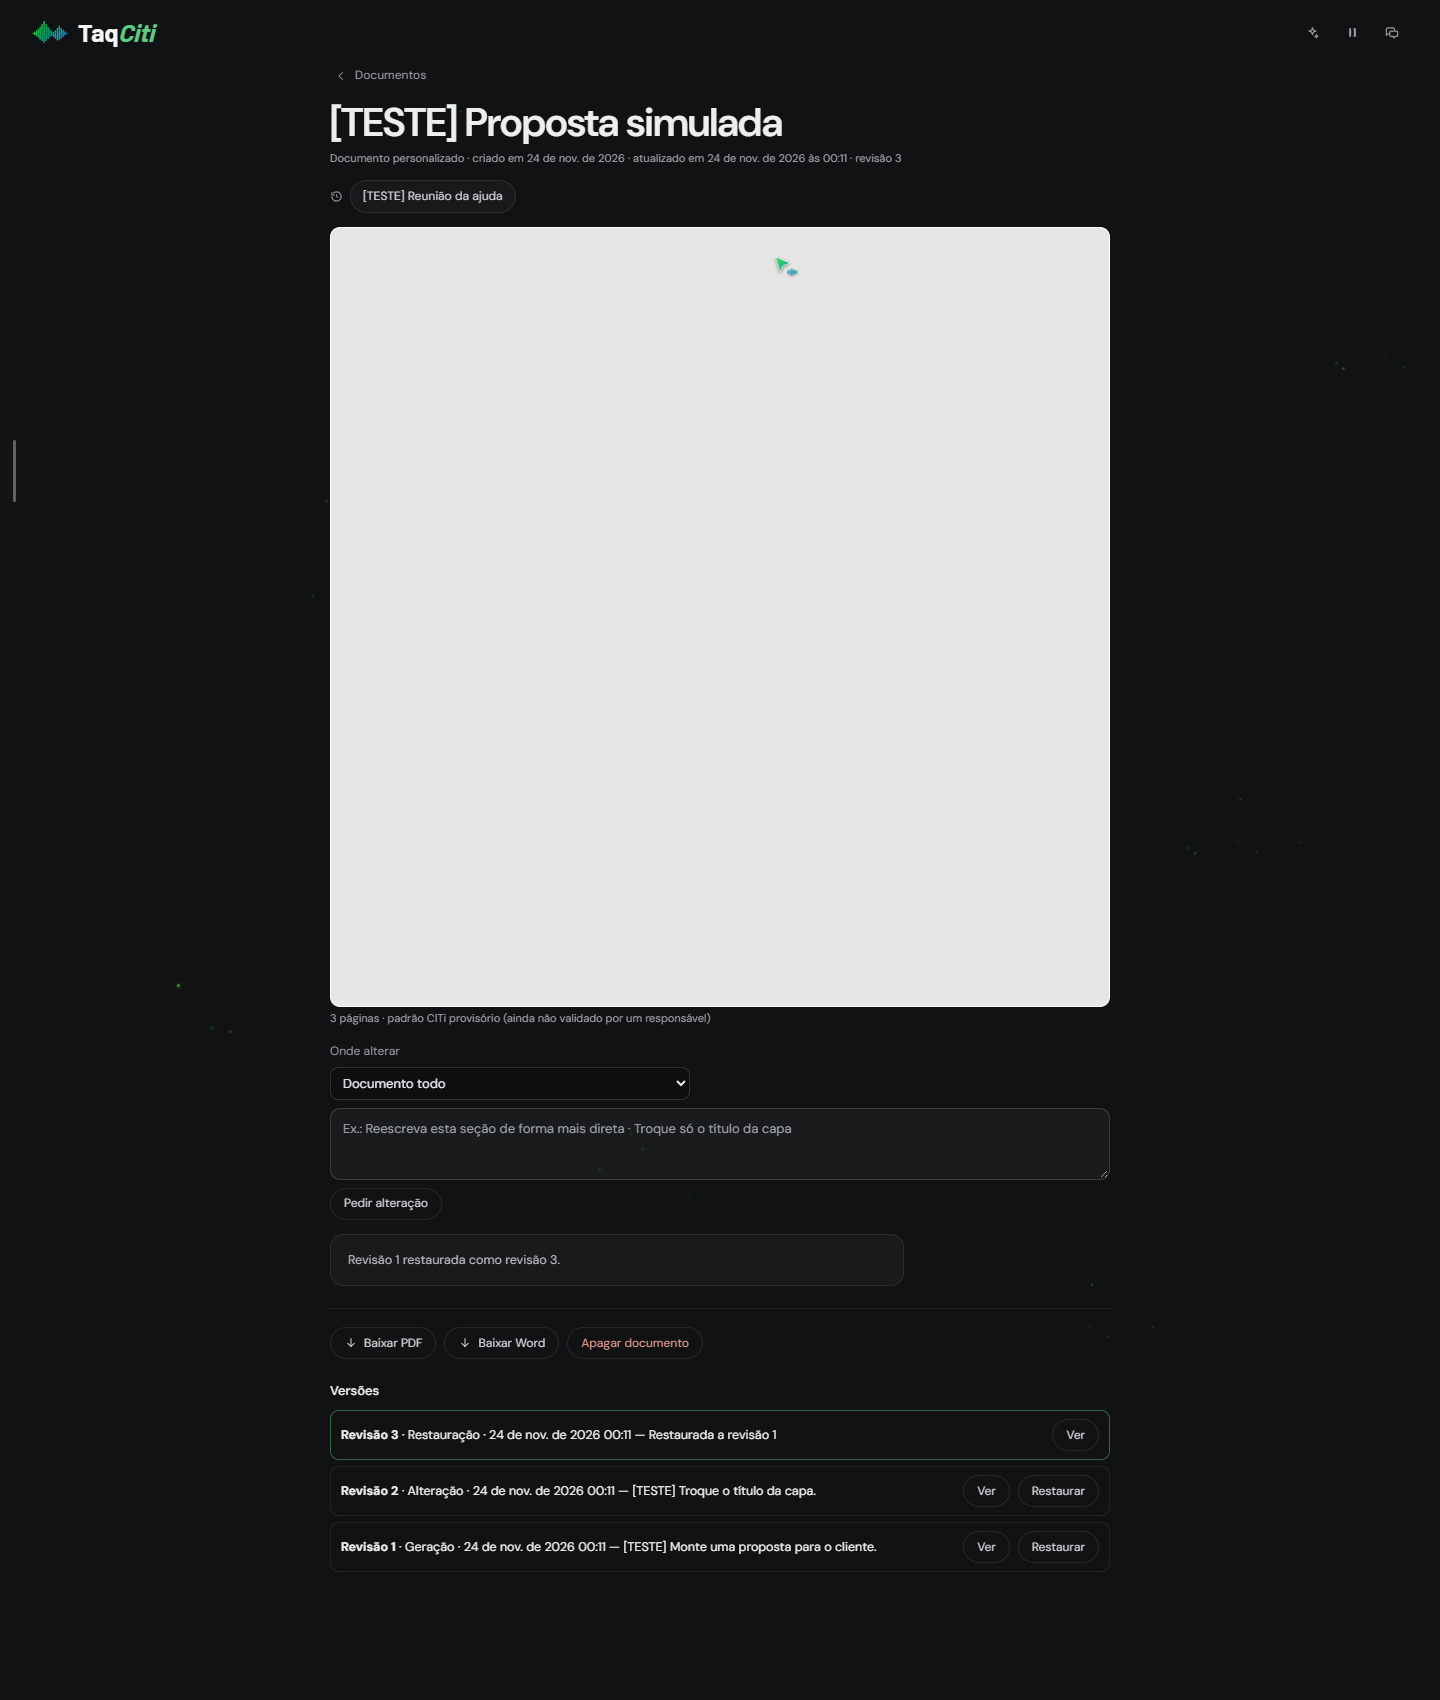 TaqCiti
Documentos
[TESTE] Proposta simulada
Documento personalizado · criado em 24 de nov. de 2026 · atualizado em 24 de nov. de 2026 às 00:11 · revisão 3
[TESTE] Reunião da ajuda
3 páginas · padrão CITi provisório (ainda não validado por um responsável)
Onde alterar
Documento todo
Ex.: Reescreva esta seção de forma mais direta · Troque só o título da capa
Pedir alteração
Revisão 1 restaurada como revisão 3.
Baixar PDF Baixar Word Apagar documento
Versões
Revisão 3 · Restauração · 24 de nov. de 2026 00:11 — Restaurada a revisão 1 Ver
Revisão 2 · Alteração · 24 de nov. de 2026 00:11 — [TESTE] Troque o título da capa. Ver Restaurar
Revisão 1 · Geração · 24 de nov. de 2026 00:11 — [TESTE] Monte uma proposta para o cliente. Ver Restaurar